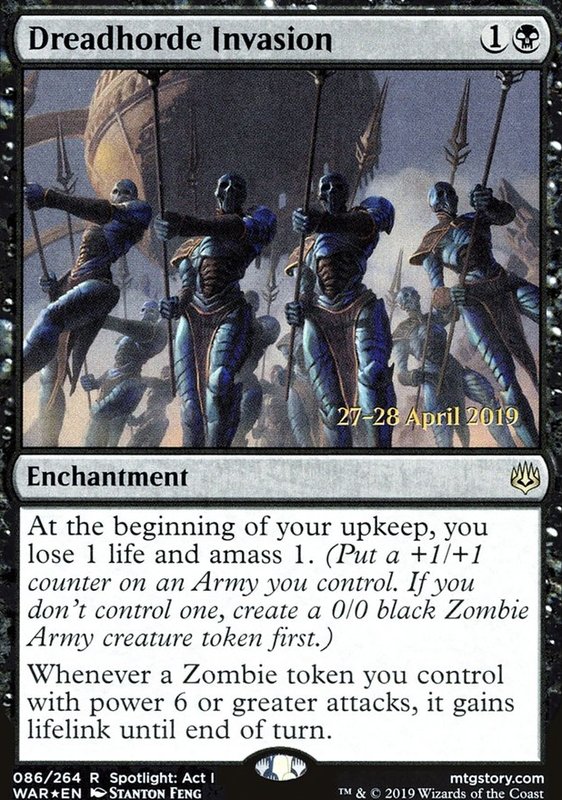 Dreadhorde Invasion 1
27–28 April 2019
Enchantment
At the beginning of your upkeep, you
lose 1 life and amass 1. (Put a +1/+1
counter on an Army you control. If you
don't control one, create a 0/0 black Zombie
Army creature token first.)
Whenever a Zombie token you control
with power 6 or greater attacks, it gains
lifelink until end of turn.
086/264 R Spotlight: Act I
mtgstory.com
WAR★EN Stanton Feng
™ & © 2019 Wizards of the Coast